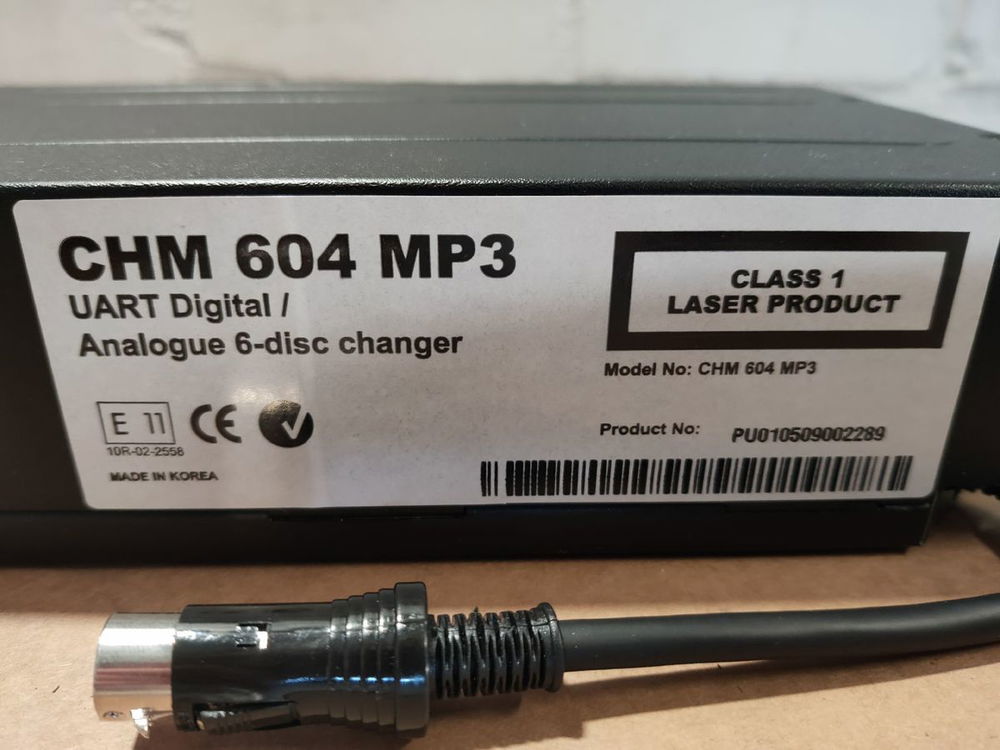 CHM 604 MP3
UART Digital /
Analogue 6-disc changer
CLASS 1
LASER PRODUCT
Model No: CHM 604 MP3
Product No: PU010509002289
E 11
CE
10R-02-2558
MADE IN KOREA